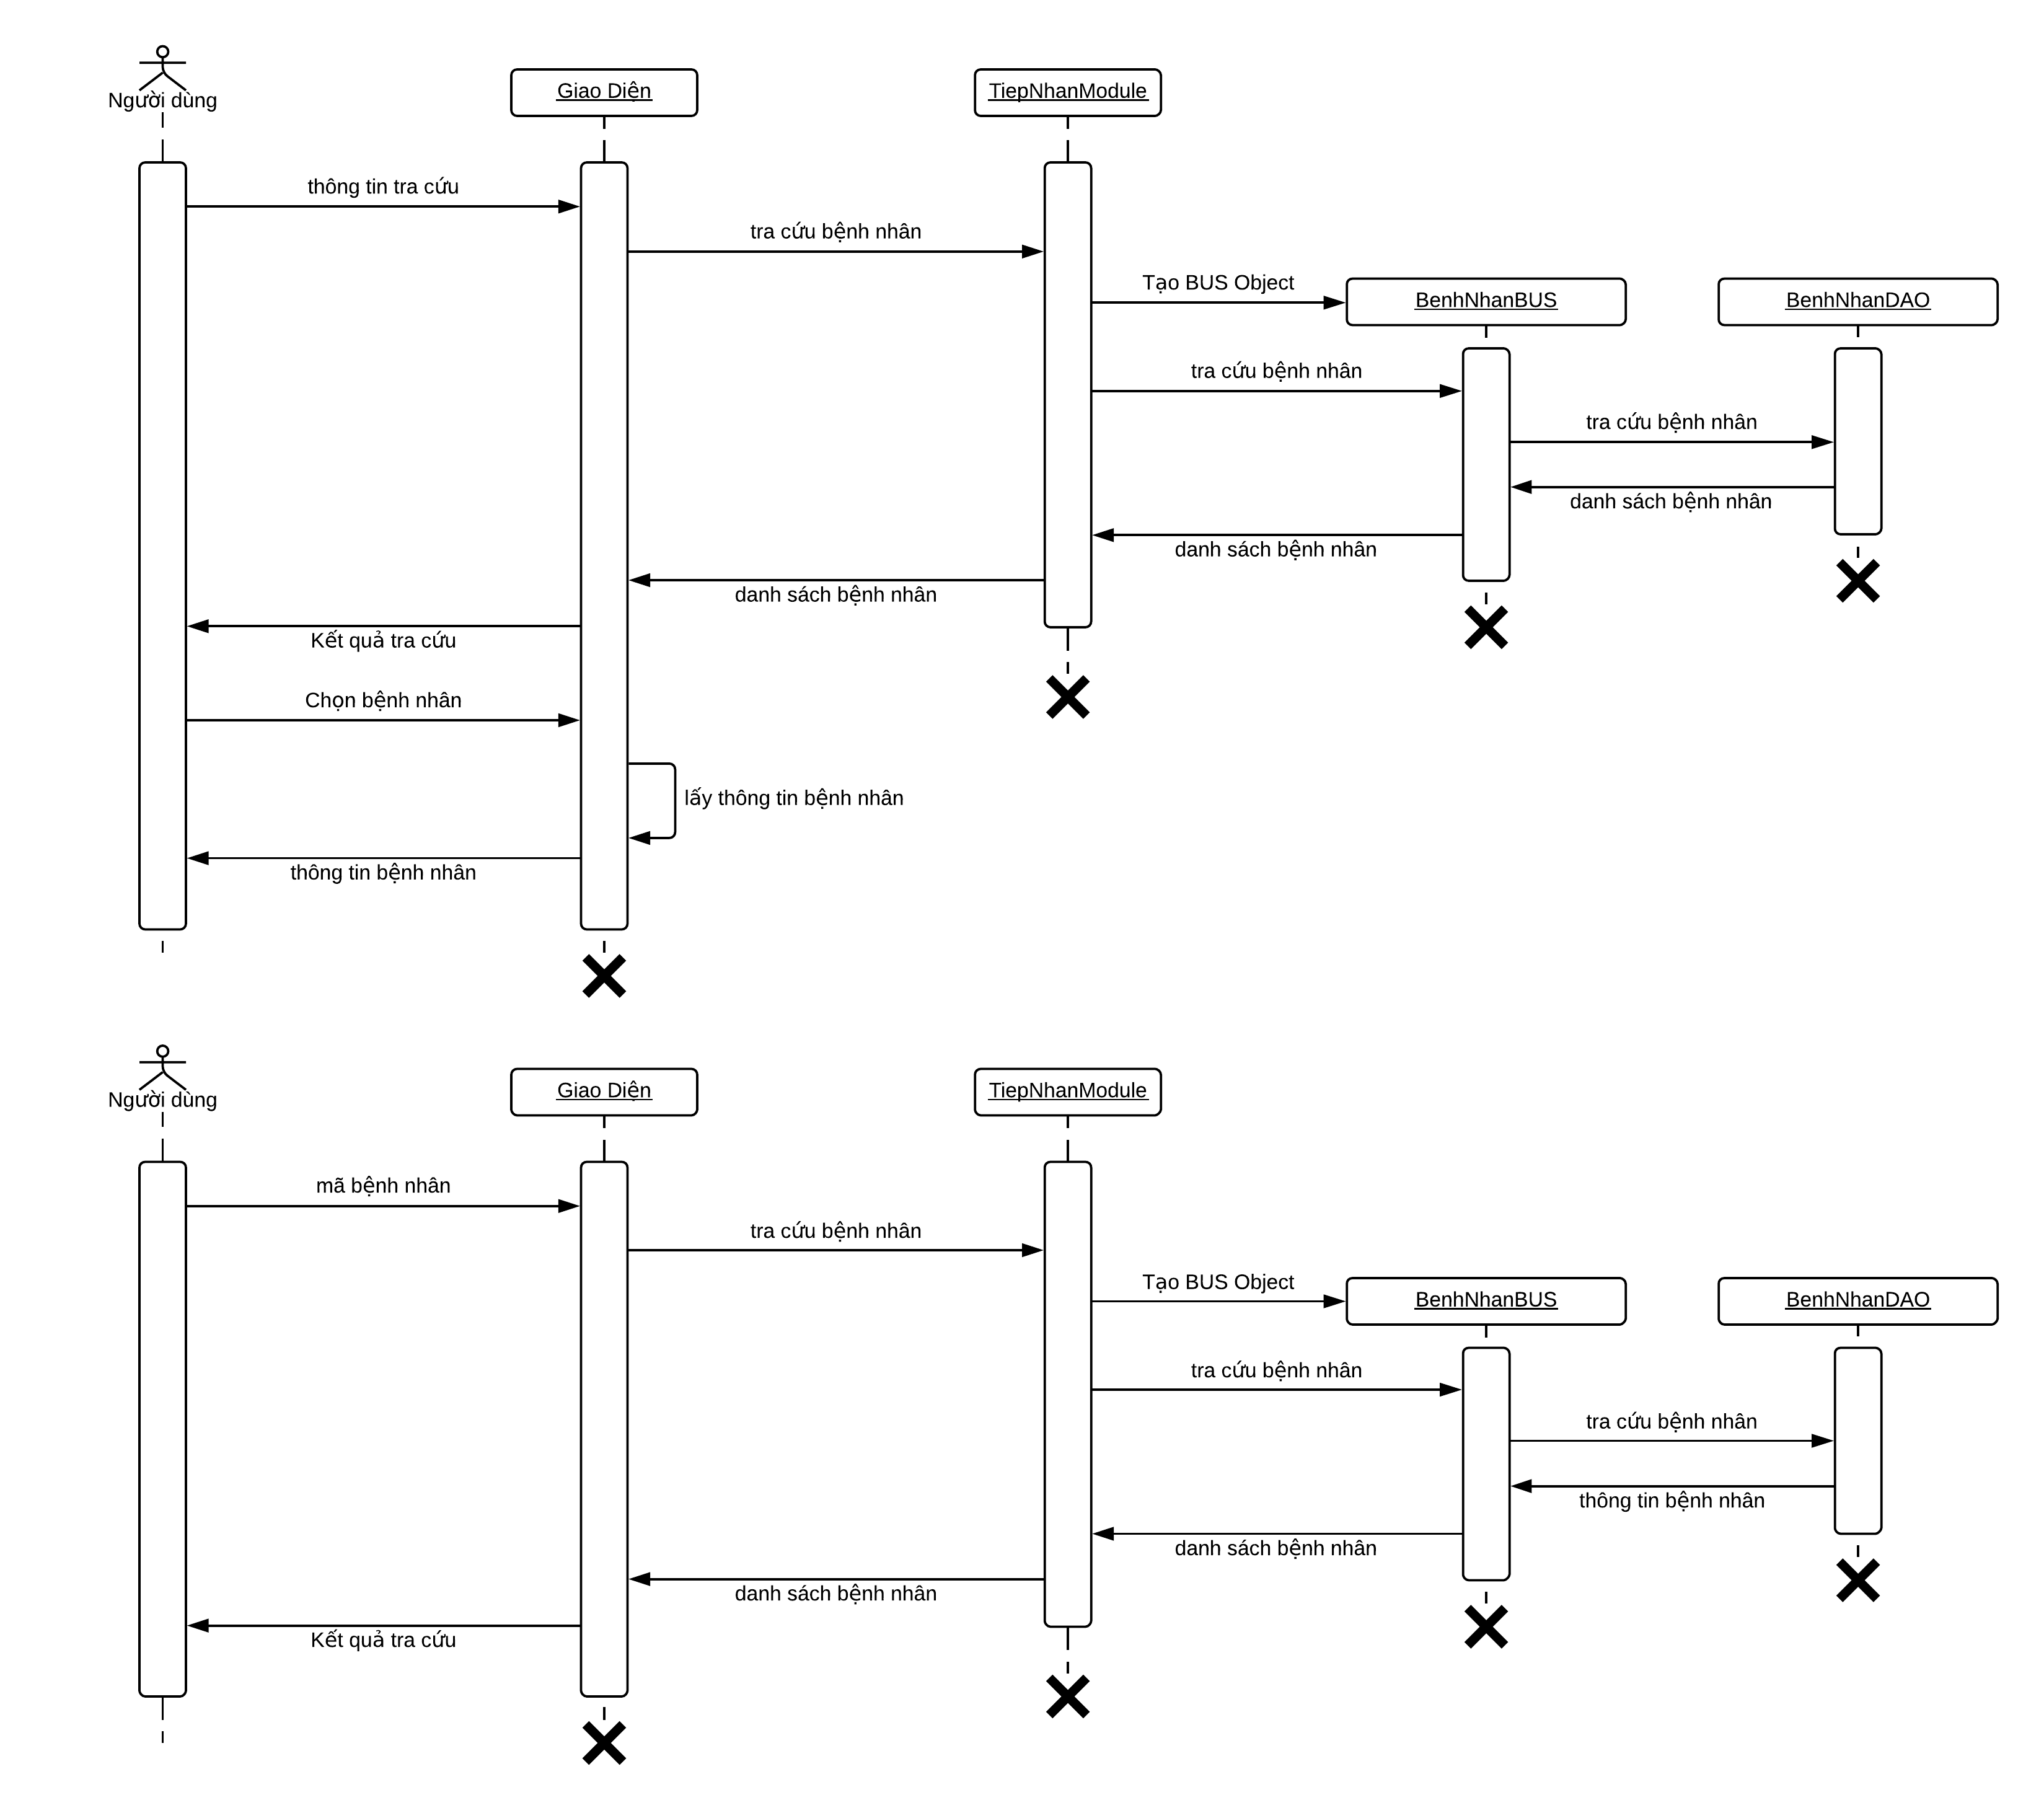 Người dùng
Giao Diện
TiepNhanModule
thông tin tra cứu
tra cứu bệnh nhân
Tạo BUS Object
BenhNhanBUS
BenhNhanDAO
tra cứu bệnh nhân
tra cứu bệnh nhân
danh sách bệnh nhân
danh sách bệnh nhân
danh sách bệnh nhân
Kết quả tra cứu
Chọn bệnh nhân
lấy thông tin bệnh nhân
thông tin bệnh nhân
Người dùng
Giao Diện
TiepNhanModule
mã bệnh nhân
tra cứu bệnh nhân
Tạo BUS Object
BenhNhanBUS
BenhNhanDAO
tra cứu bệnh nhân
tra cứu bệnh nhân
thông tin bệnh nhân
danh sách bệnh nhân
danh sách bệnh nhân
Kết quả tra cứu